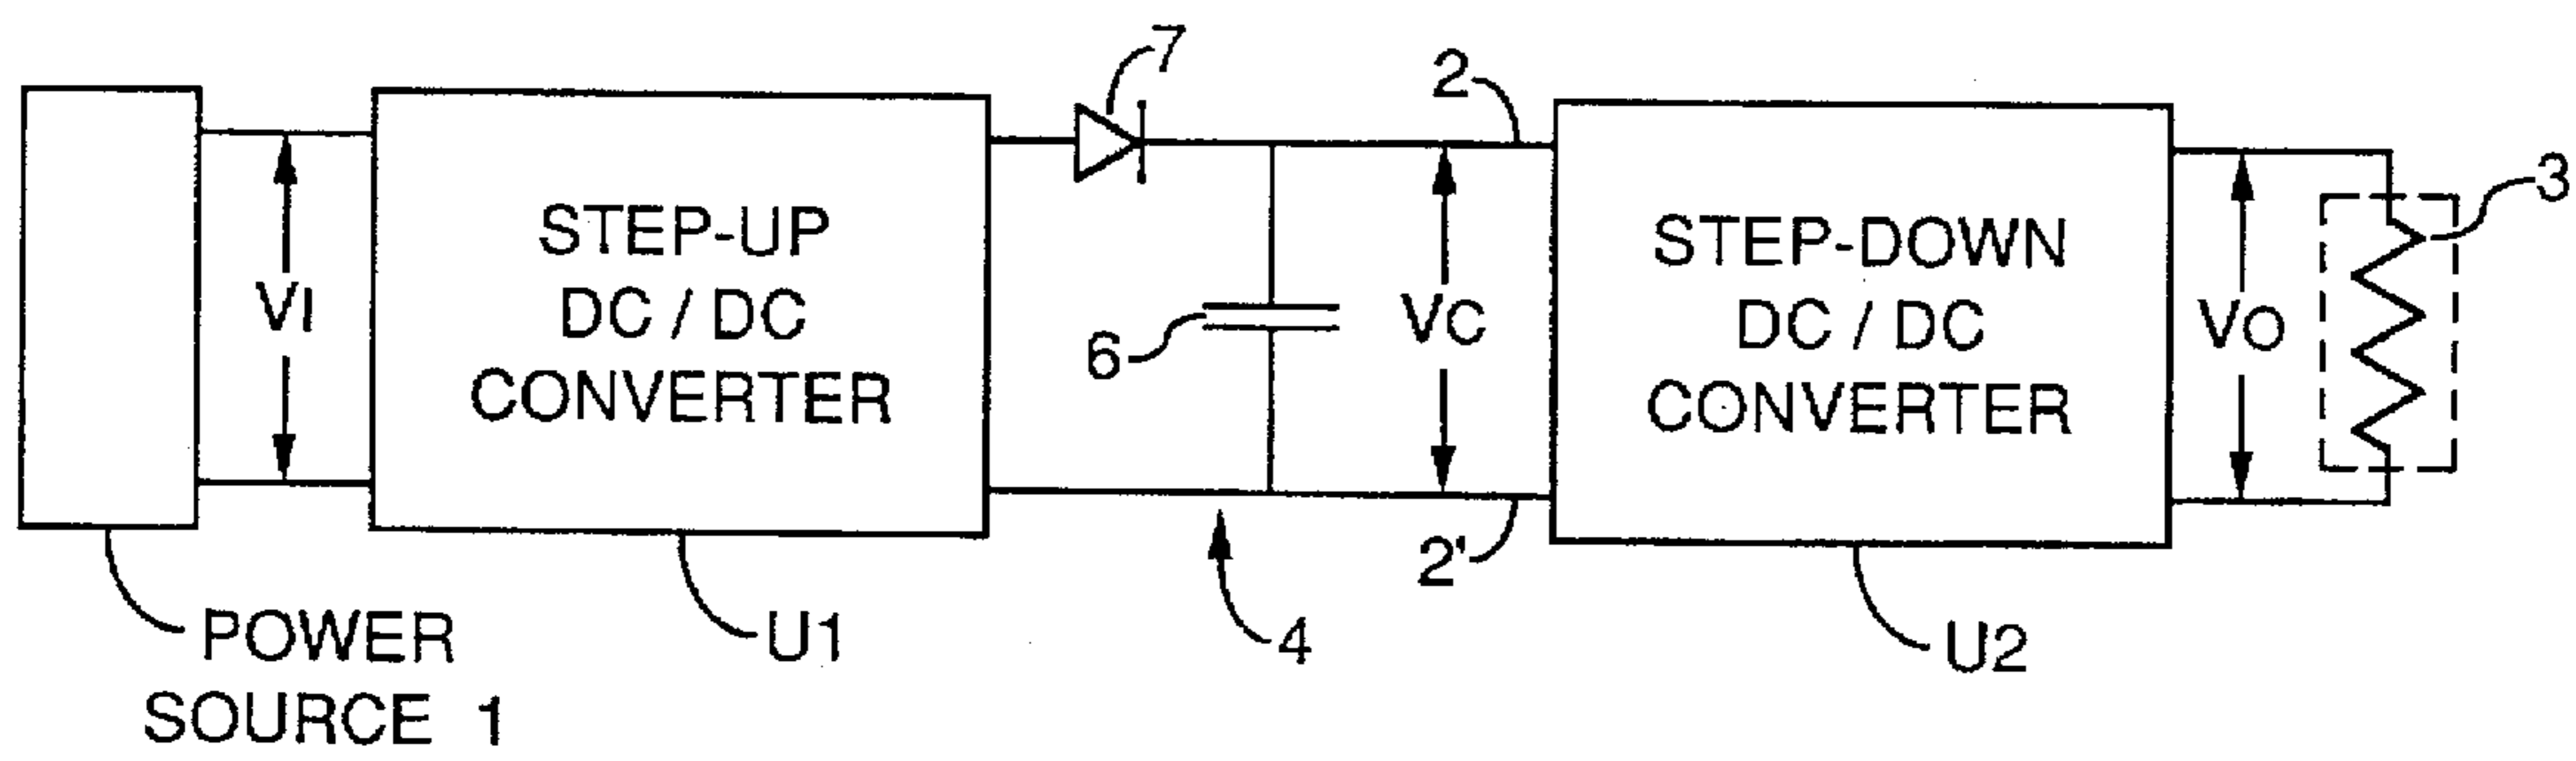 7
2
3
STEP-UP
DC / DC
CONVERTER
STEP-DOWN
DC / DC
CONVERTER
VI
6
VC
VO
2'
4
U1
U2
POWER
SOURCE 1